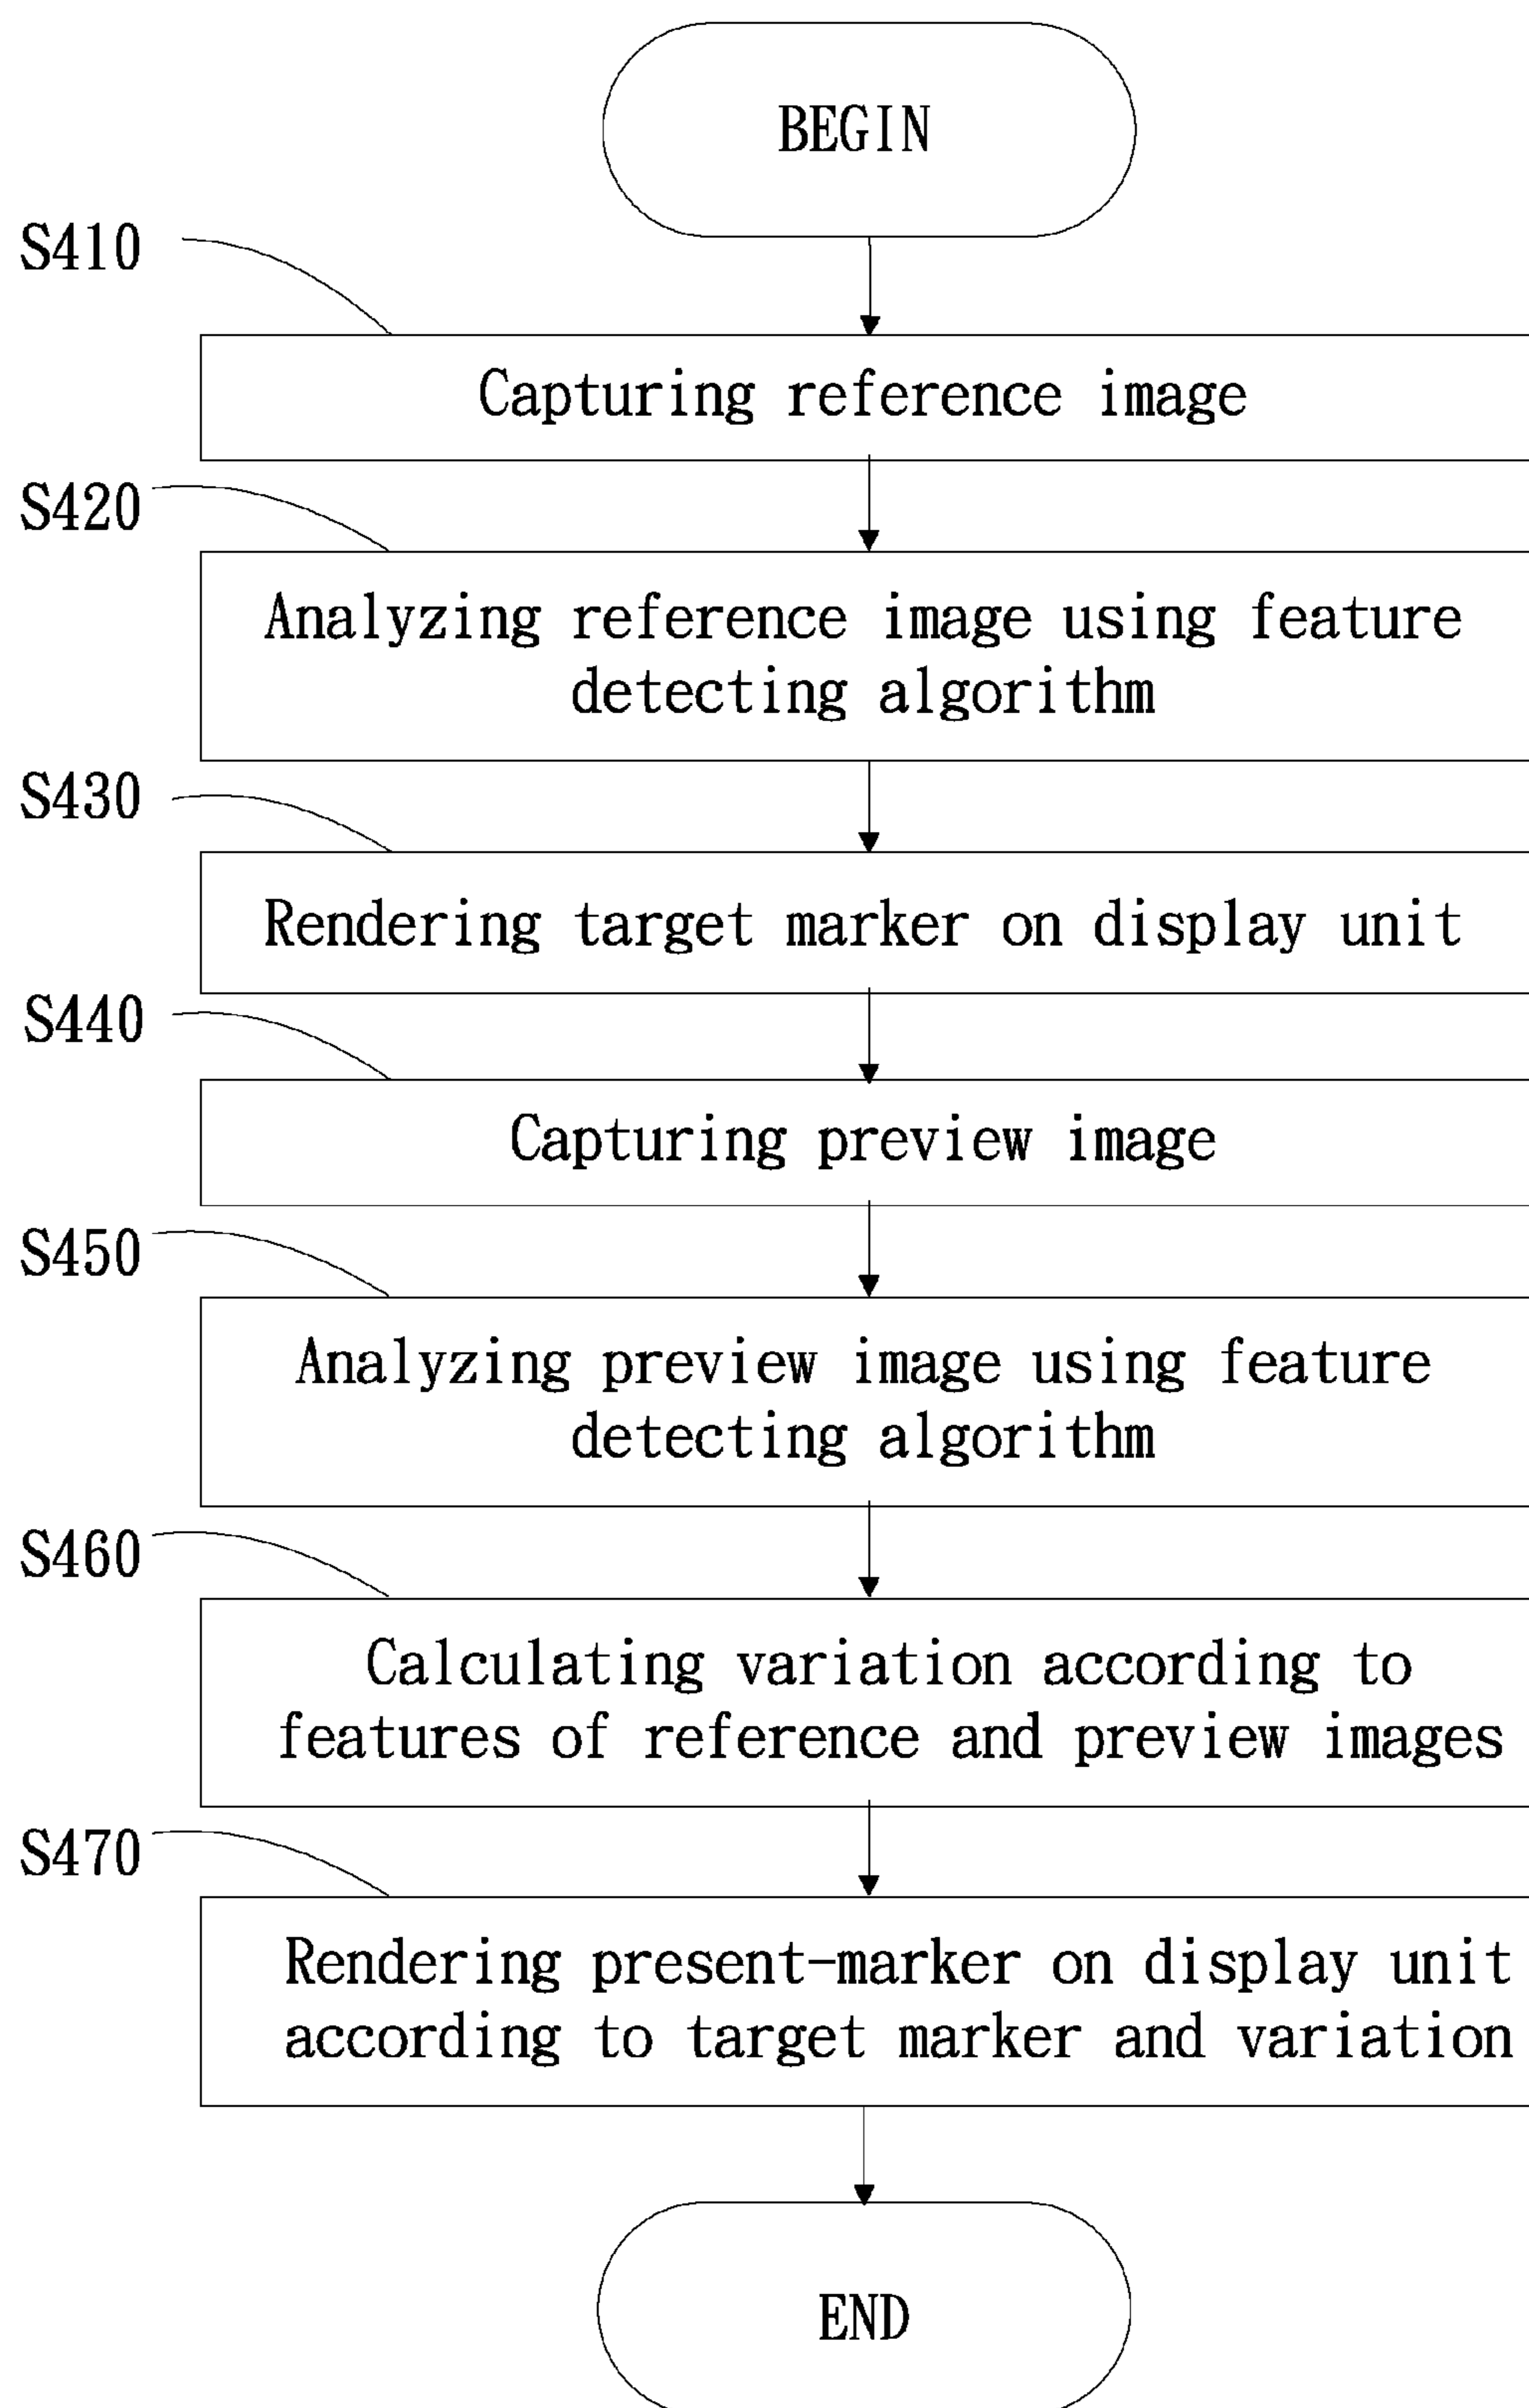 BEGIN
S410
Capturing reference image
S420
Analyzing reference image using feature
detecting algorithm
S430
Rendering target marker on display unit
S440
Capturing preview image
S450
Analyzing preview image using feature
detecting algorithm
S460
Calculating variation according to
features of reference and preview images
S470
Rendering present-marker on display unit
according to target marker and variation
END